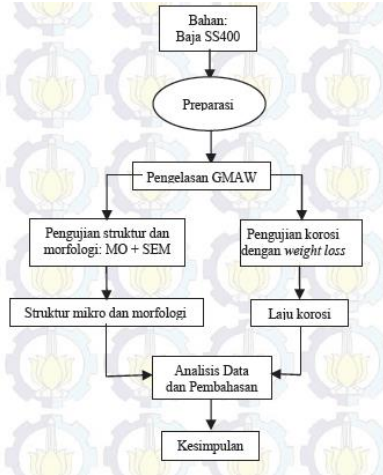 Bahan:
Baja SS400
Preparasi
Pengelasan GMAW
Pengujian struktur dan
morfologi: MO + SEM
Pengujian korosi
dengan weight loss
Struktur mikro dan morfologi
Laju korosi
Analisis Data
dan Pembahasan
Kesimpulan